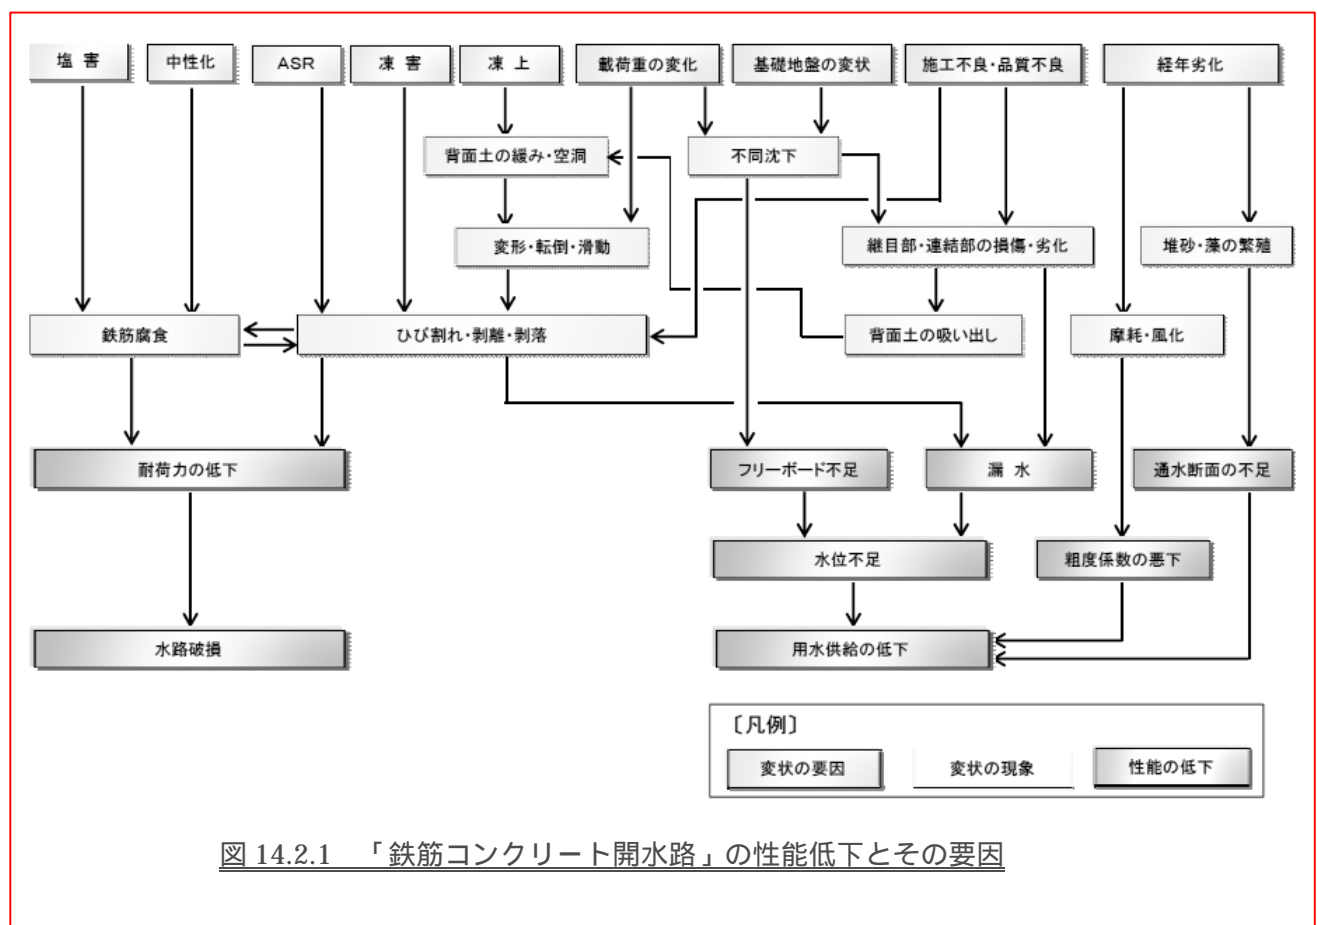 塩 害 中性化 ASR 凍 害 凍 上 載荷重の変化 基礎地盤の変状 施工不良・品質不良 経年劣化
背面土の緩み・空洞 不同沈下
変形・転倒・滑動 継目部・連結部の損傷・劣化 堆砂・藻の繁殖
鉄筋腐食 ひび割れ・剥離・剥落 背面土の吸い出し 摩耗・風化
耐荷力の低下 フリーボード不足 漏 水 通水断面の不足
水位不足 粗度係数の悪下
水路破損 用水供給の低下
〔凡例〕
変状の要因 変状の現象 性能の低下
図 14.2.1 「鉄筋コンクリート開水路」の性能低下とその要因